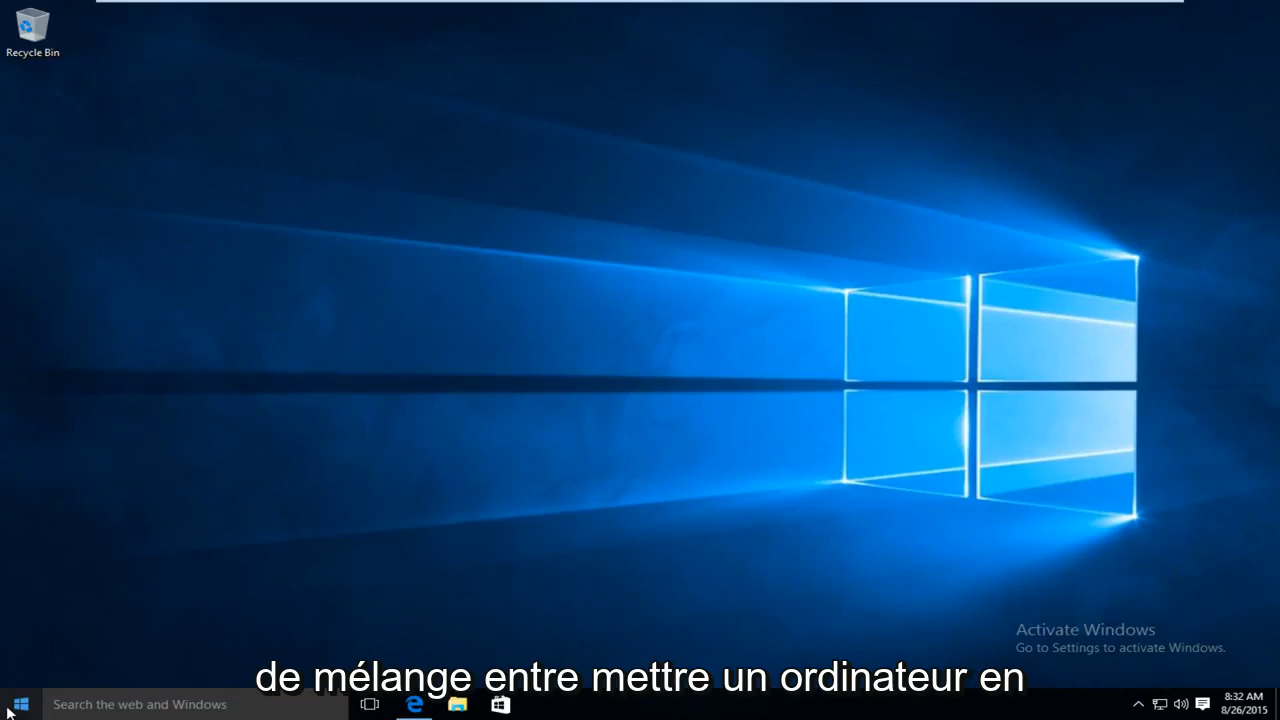 Recycle Bin
Activate Windows
Go to Settings to activate Windows.
de mélange entre mettre un ordinateur en
Search the web and Windows
8:32 AM
8/26/2015